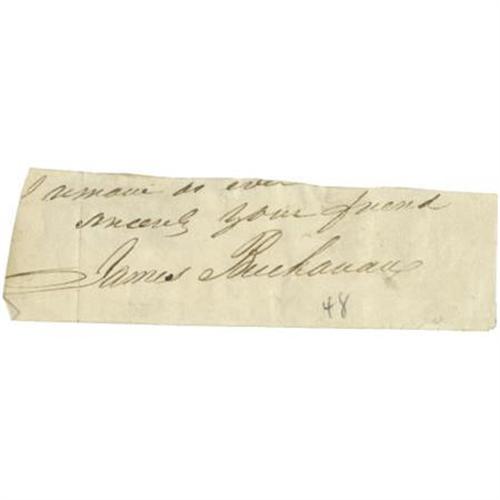 I remain as ever
sincerely your friend
James Buchanan
48